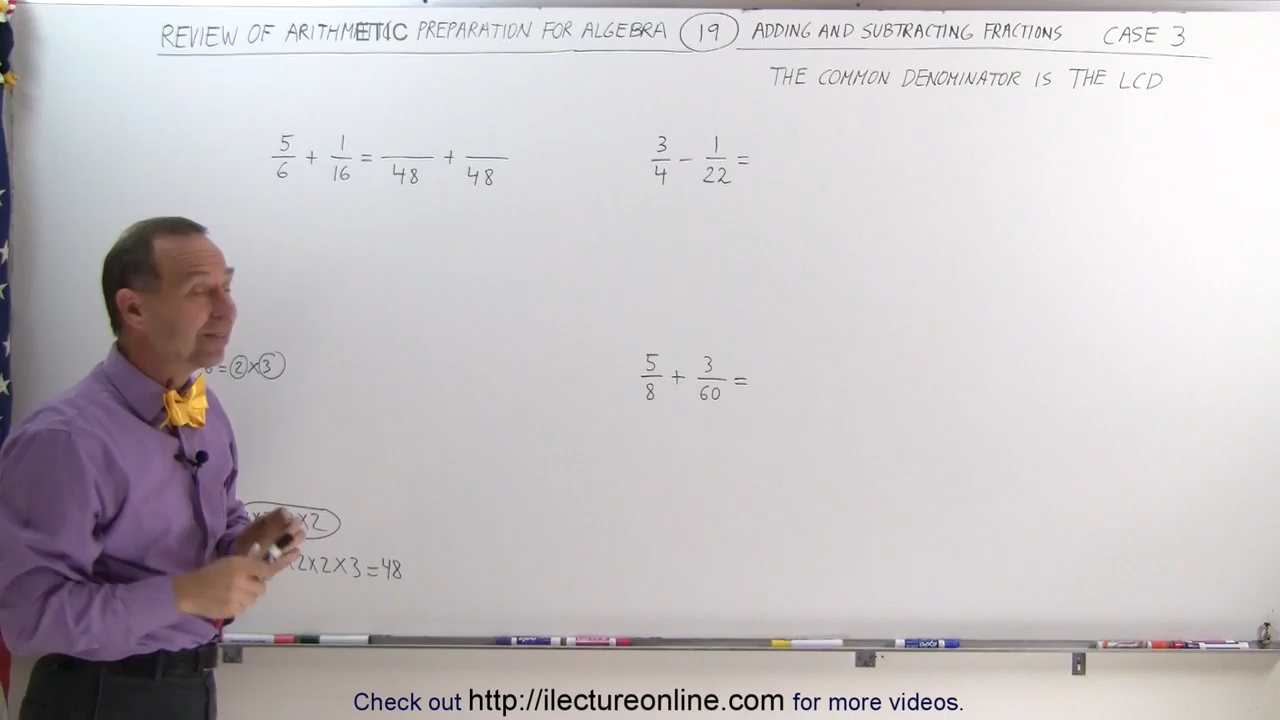 REVIEW OF ARITHMETIC PREPARATION FOR ALGEBRA 19 ADDING AND SUBTRACTING FRACTIONS CASE 3
THE COMMON DENOMINATOR IS THE LCD
5/6 + 1/16 = __/48 + __/48
3/4 - 1/22 =
= 2 × 3
5/8 + 3/60 =
×2
×2×2×3=48
Check out http://ilectureonline.com for more videos.